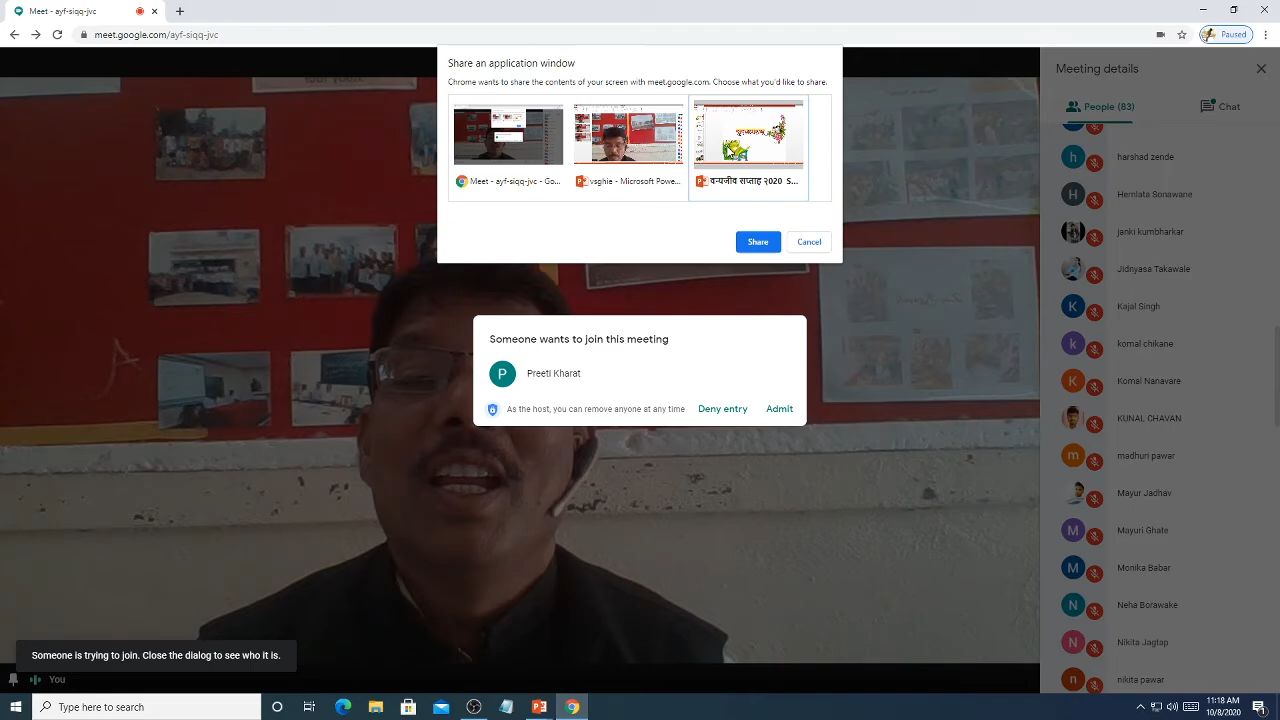 Meet - ayf-siqq-jvc
meet.google.com/ayf-siqq-jvc
Paused
Share an application window
Chrome wants to share the contents of your screen with meet.google.com. Choose what you'd like to share.
Meet - ayf-siqq-jvc - Go...
vsghie - Microsoft Powe...
वन्यजीव सप्ताह २०20 S...
Share
Cancel
Someone wants to join this meeting
P
Preeti Kharat
As the host, you can remove anyone at any time
Deny entry
Admit
Meeting details
People (83)
Chat
h harshad zende
H Hemlata Sonawane
janki kumbharkar
Jidnyasa Takawale
K Kajal Singh
k komal chikane
K Komal Nanavare
KUNAL CHAVAN
m madhuri pawar
Mayur Jadhav
M Mayuri Ghate
M Monika Babar
N Neha Borawake
N Nikita Jagtap
n nikita pawar
Someone is trying to join. Close the dialog to see who it is.
You
Type here to search
11:18 AM
10/8/2020